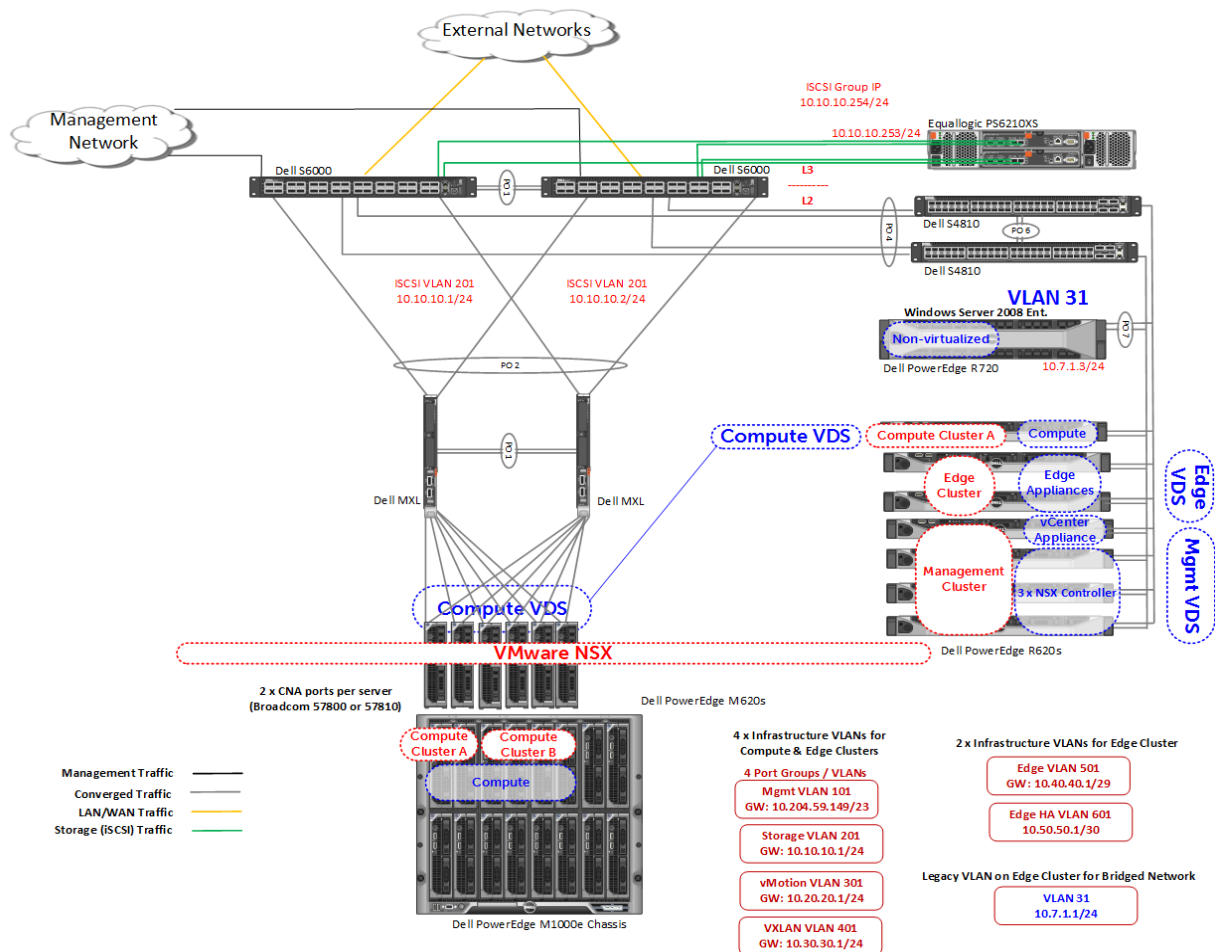 External Networks
Management
Network
ISCSI Group IP
10.10.10.254/24
Equallogic PS6210XS
10.10.10.253/24
Dell S6000
Dell S6000
L3
----------
L2
PO 1
PO 4
Dell S4810
PO 6
Dell S4810
ISCSI VLAN 201
10.10.10.1/24
ISCSI VLAN 201
10.10.10.2/24
VLAN 31
Windows Server 2008 Ent.
Non-virtualized
PO 7
Dell PowerEdge R720
10.7.1.3/24
PO 2
PO 1
Dell MXL
Dell MXL
Compute VDS
Compute Cluster A
Compute
Edge
Cluster
Edge
Appliances
Edge
VDS
vCenter
Appliance
Management
Cluster
3 x NSX Controller
Mgmt VDS
Dell PowerEdge R620s
Compute VDS
VMware NSX
2 x CNA ports per server
(Broadcom 57800 or 57810)
Dell PowerEdge M620s
Compute
Cluster A
Compute
Cluster B
Compute
Dell PowerEdge M1000e Chassis
Management Traffic
Converged Traffic
LAN/WAN Traffic
Storage (iSCSI) Traffic
4 x Infrastructure VLANs for
Compute & Edge Clusters
4 Port Groups / VLANs
Mgmt VLAN 101
GW: 10.204.59.149/23
Storage VLAN 201
GW: 10.10.10.1/24
vMotion VLAN 301
GW: 10.20.20.1/24
VXLAN VLAN 401
GW: 10.30.30.1/24
2 x Infrastructure VLANs for Edge Cluster
Edge VLAN 501
GW: 10.40.40.1/29
Edge HA VLAN 601
10.50.50.1/30
Legacy VLAN on Edge Cluster for Bridged Network
VLAN 31
10.7.1.1/24